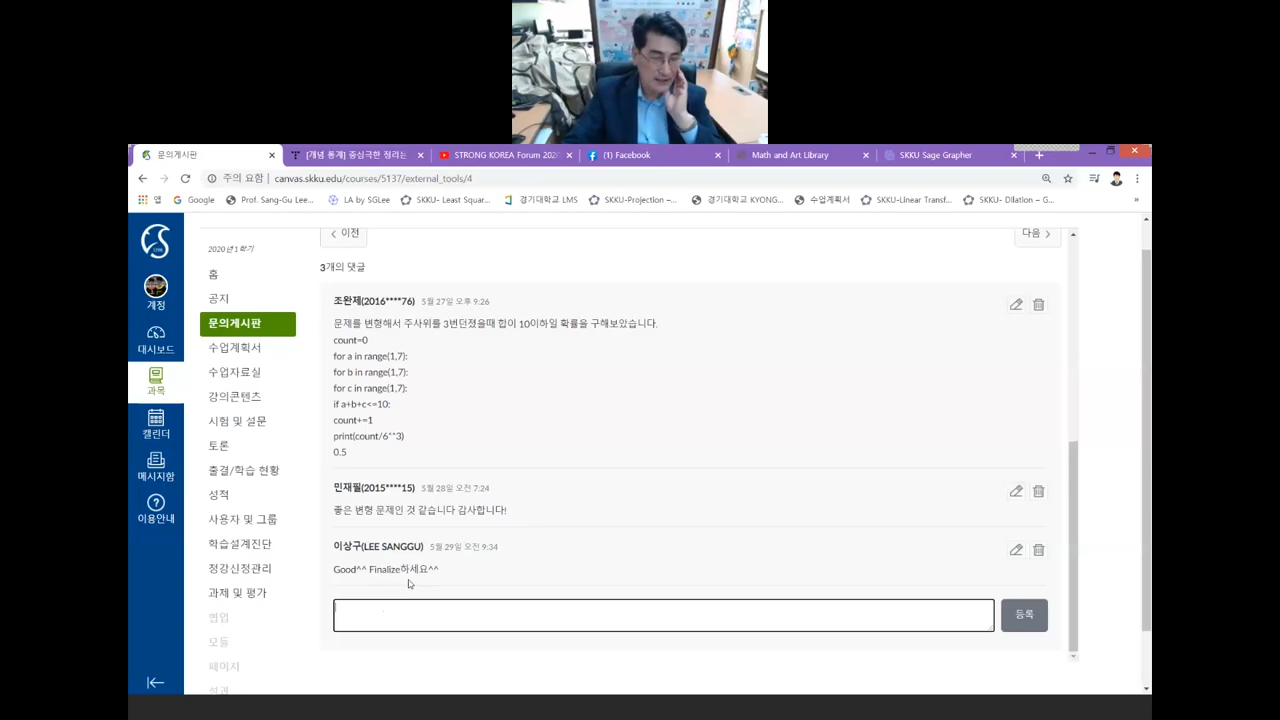 문의게시판
[개념 통계] 중심극한 정리는
STRONG KOREA Forum 202
(1) Facebook
Math and Art Library
SKKU Sage Grapher
주의 요함
canvas.skku.edu/courses/5137/external_tools/4
앱
Google
Prof. Sang-Gu Lee...
LA by SGLee
SKKU- Least Squar...
경기대학교 LMS
SKKU-Projection –...
경기대학교 KYONG...
수업계획서
SKKU-Linear Transf...
SKKU- Dilation – G...
계정
대시보드
과목
캘린더
메시지함
이용안내
2020년 1학기
홈
공지
문의게시판
수업계획서
수업자료실
강의콘텐츠
시험 및 설문
토론
출결/학습 현황
성적
사용자 및 그룹
학습설계진단
정강신정관리
과제 및 평가
협업
모듈
페이지
이전
다음
3개의 댓글
조완제(2016****76) 5월 27일 오후 9:26
문제를 변형해서 주사위를 3번던졌을때 합이 10이하일 확률을 구해보았습니다.
count=0
for a in range(1,7):
for b in range(1,7):
for c in range(1,7):
if a+b+c<=10:
count+=1
print(count/6**3)
0.5
민재필(2015****15) 5월 28일 오전 7:24
좋은 변형 문제인 것 같습니다 감사합니다!
이상구(LEE SANGGU) 5월 29일 오전 9:34
Good^^ Finalize하세요^^
등록